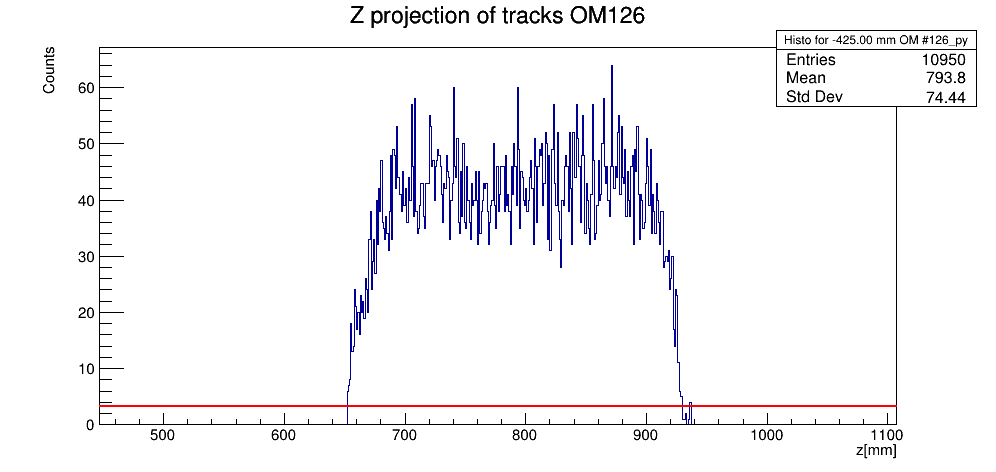 Z projection of tracks OM126
Histo for -425.00 mm OM #126_py
Entries 10950
Mean 793.8
Std Dev 74.44
Counts
60
50
40
30
20
10
0
500 600 700 800 900 1000 1100
z[mm]